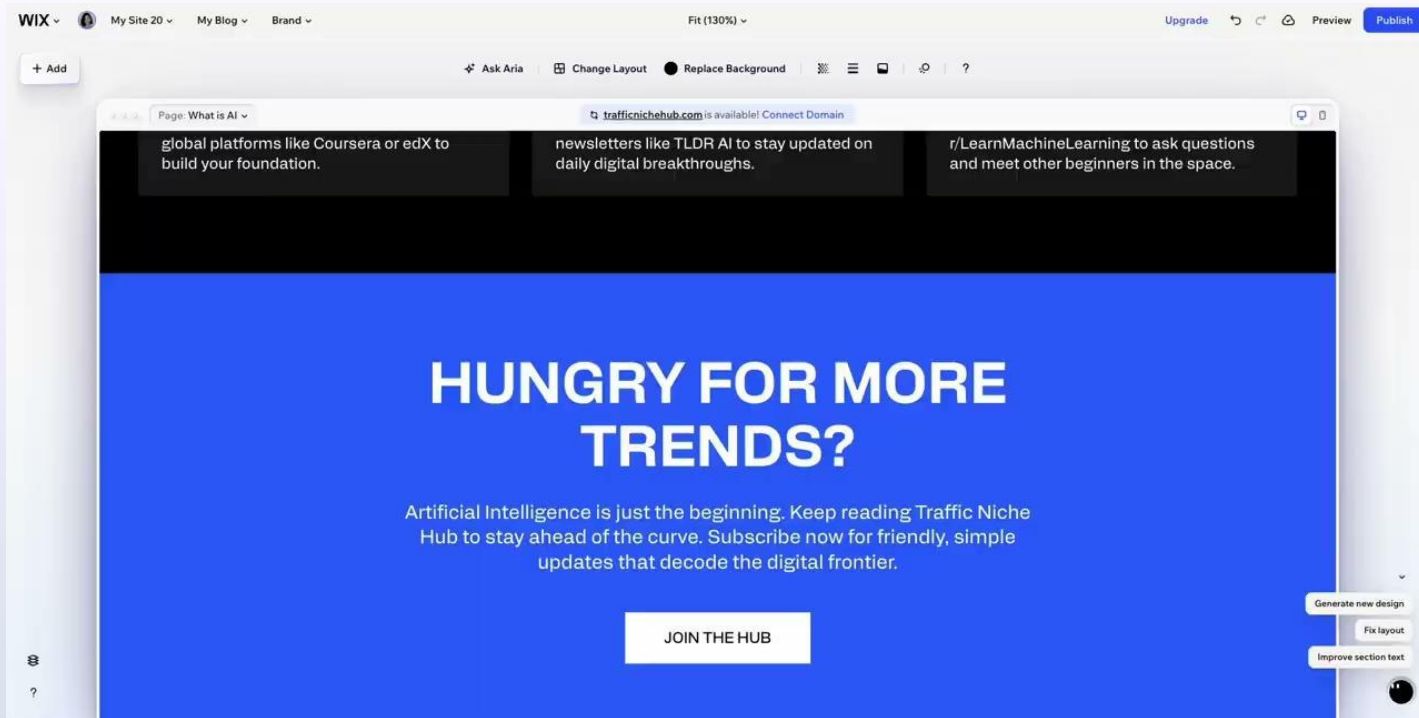 WIX My Site 20 My Blog Brand Fit (130%) Upgrade Preview Publish
+ Add Ask Aria Change Layout Replace Background ?
Page: What is AI trafficnichehub.com is available! Connect Domain
global platforms like Coursera or edX to
build your foundation.
newsletters like TLDR AI to stay updated on
daily digital breakthroughs.
r/LearnMachineLearning to ask questions
and meet other beginners in the space.
HUNGRY FOR MORE
TRENDS?
Artificial Intelligence is just the beginning. Keep reading Traffic Niche
Hub to stay ahead of the curve. Subscribe now for friendly, simple
updates that decode the digital frontier.
JOIN THE HUB
Generate new design
Fix layout
Improve section text
?